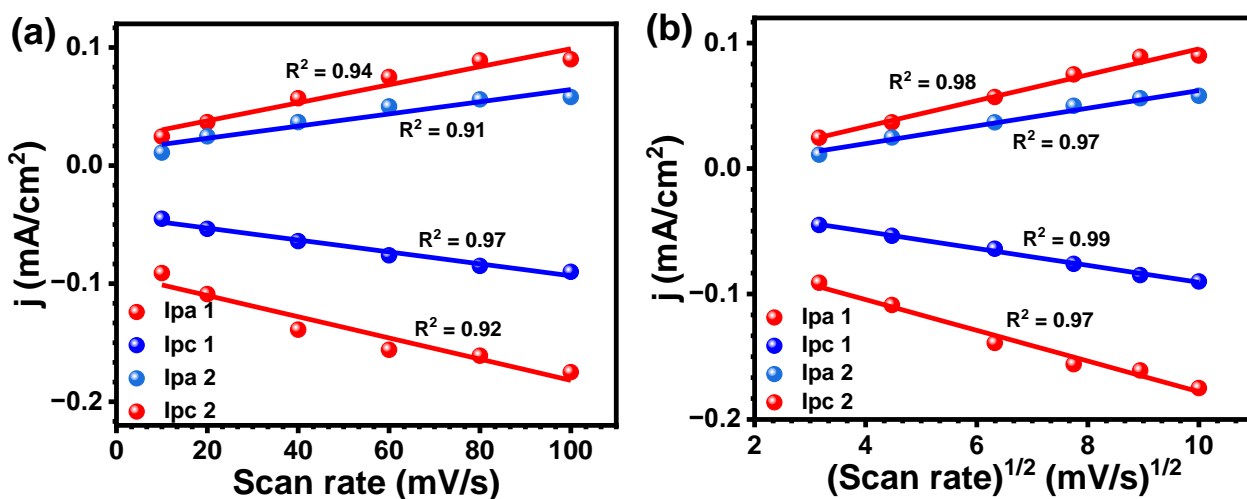 (a)
j (mA/cm²)
0.1
0.0
−0.1
−0.2
R² = 0.94
R² = 0.91
R² = 0.97
R² = 0.92
Ipa 1
Ipc 1
Ipa 2
Ipc 2
0 20 40 60 80 100
Scan rate (mV/s)
(b)
j (mA/cm²)
0.1
0.0
−0.1
−0.2
R² = 0.98
R² = 0.97
R² = 0.99
R² = 0.97
Ipa 1
Ipc 1
Ipa 2
Ipc 2
2 4 6 8 10
(Scan rate)^1/2 (mV/s)^1/2